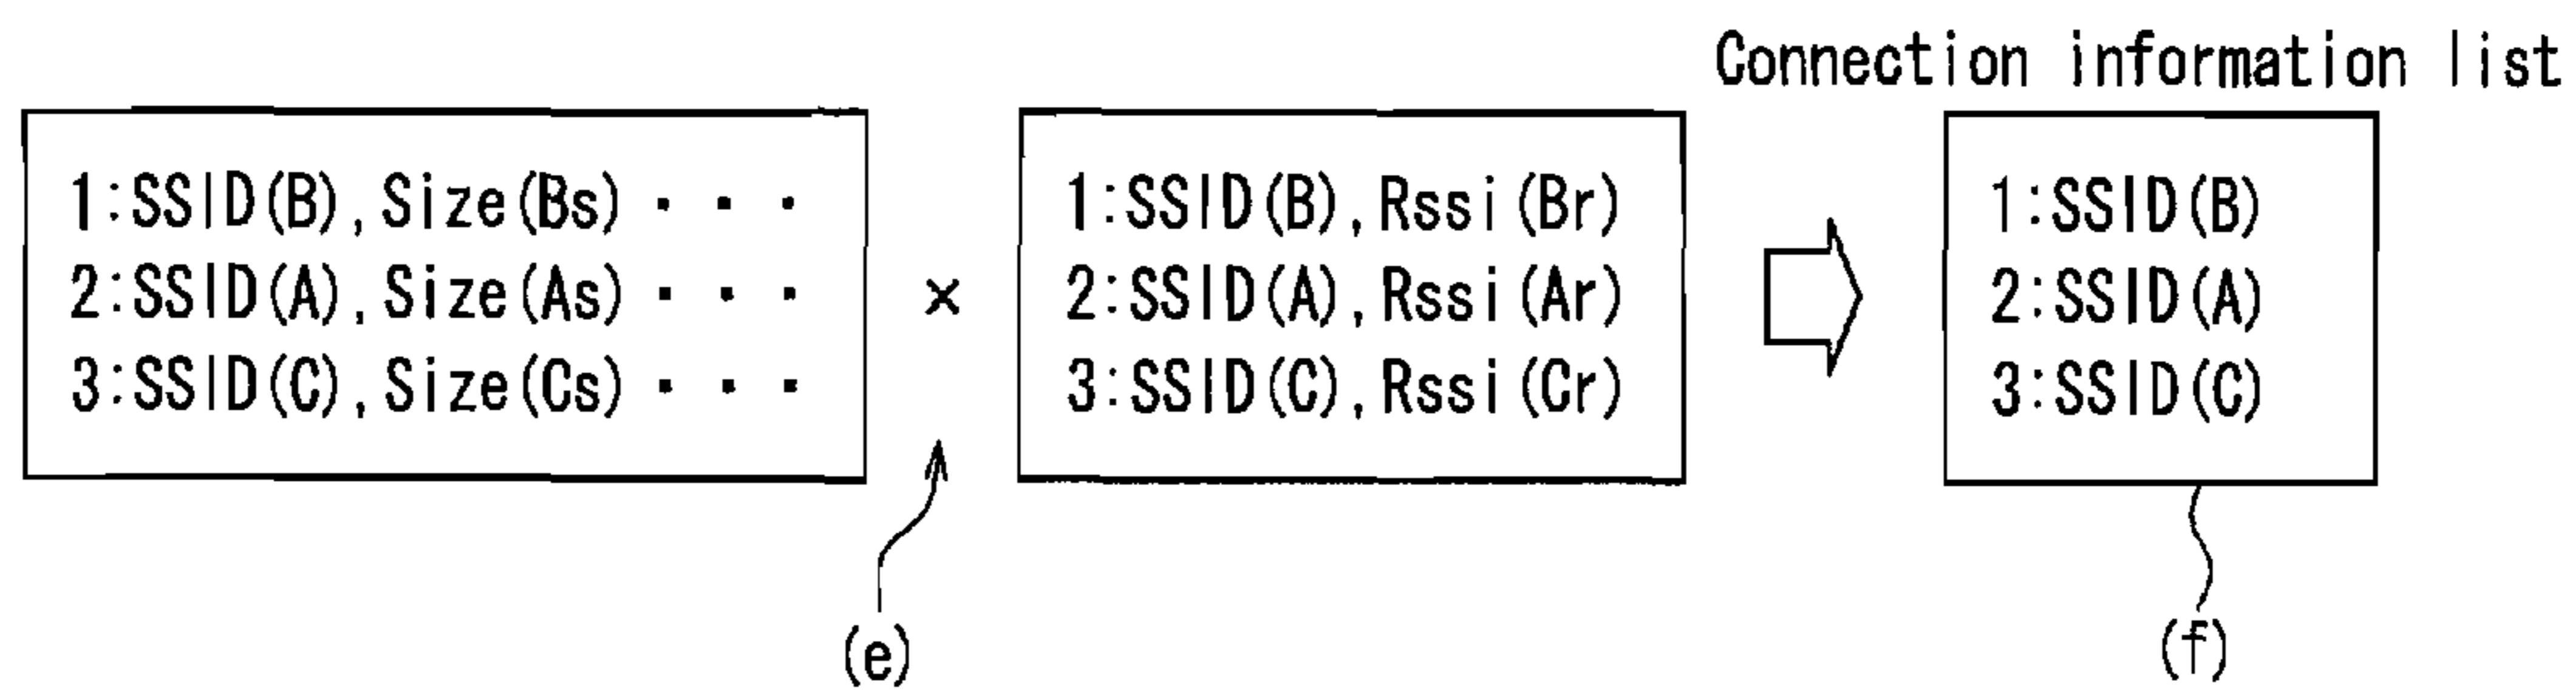 Connection information list
1:SSID(B),Size(Bs)・・・
2:SSID(A),Size(As)・・・
3:SSID(C),Size(Cs)・・・
×
1:SSID(B),Rssi(Br)
2:SSID(A),Rssi(Ar)
3:SSID(C),Rssi(Cr)
1:SSID(B)
2:SSID(A)
3:SSID(C)
(e)
(f)